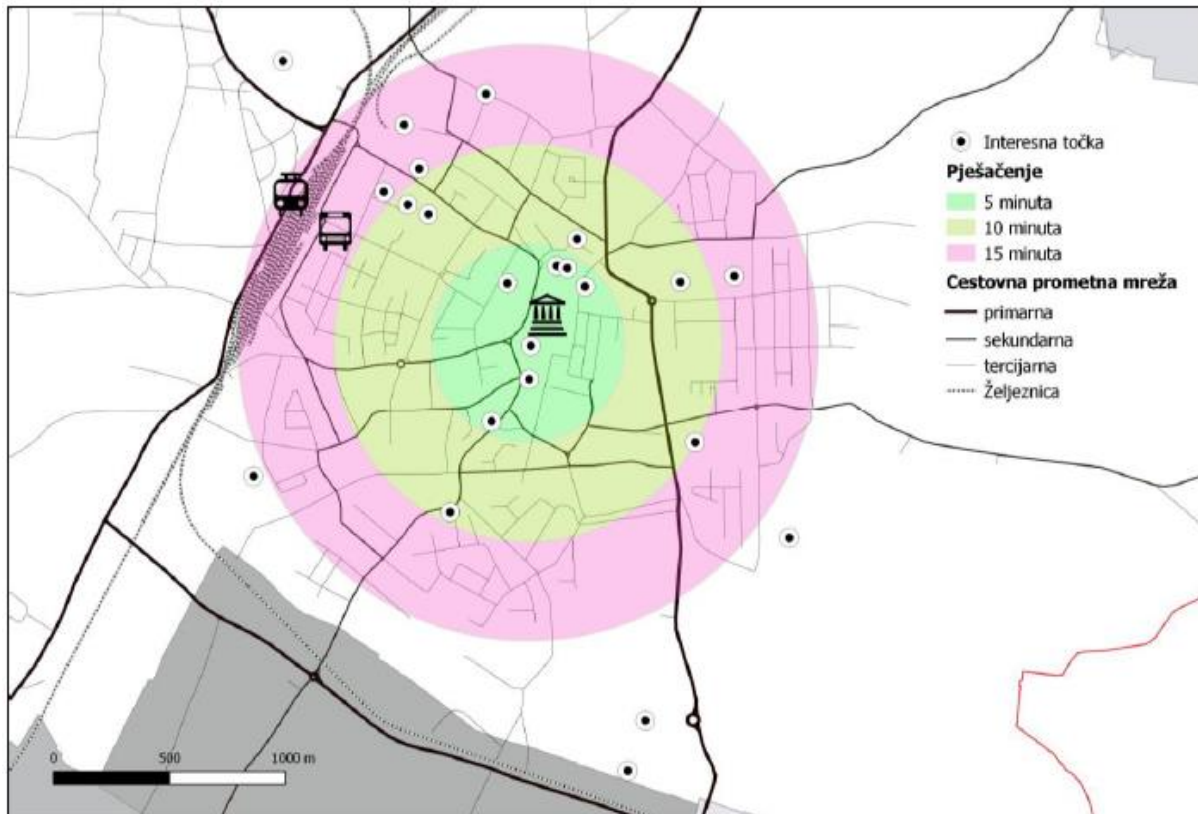 Interesna točka
Pješačenje
5 minuta
10 minuta
15 minuta
Cestovna prometna mreža
primarna
sekundarna
tercijarna
Željeznica
0 500 1000 m